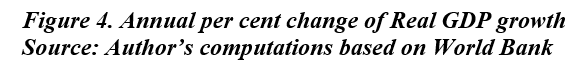 Figure 4. Annual per cent change of Real GDP growth
Source: Author’s computations based on World Bank